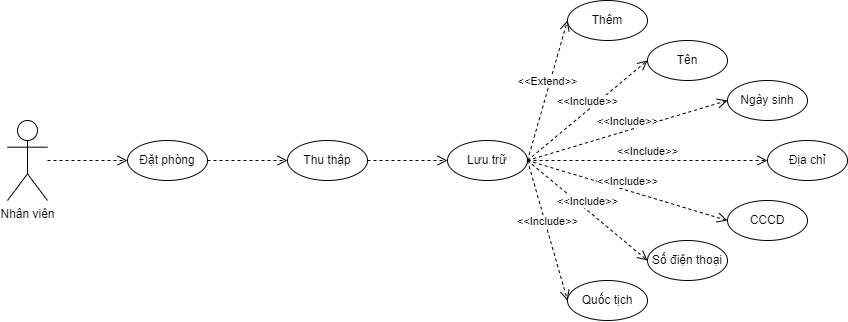 Thêm
<<Extend>>
Tên
<<Include>>
Ngày sinh
<<Include>>
Nhân viên
Đặt phòng
Thu thập
Lưu trữ
<<Include>>
Địa chỉ
<<Include>>
CCCD
<<Include>>
Số điện thoại
<<Include>>
Quốc tịch